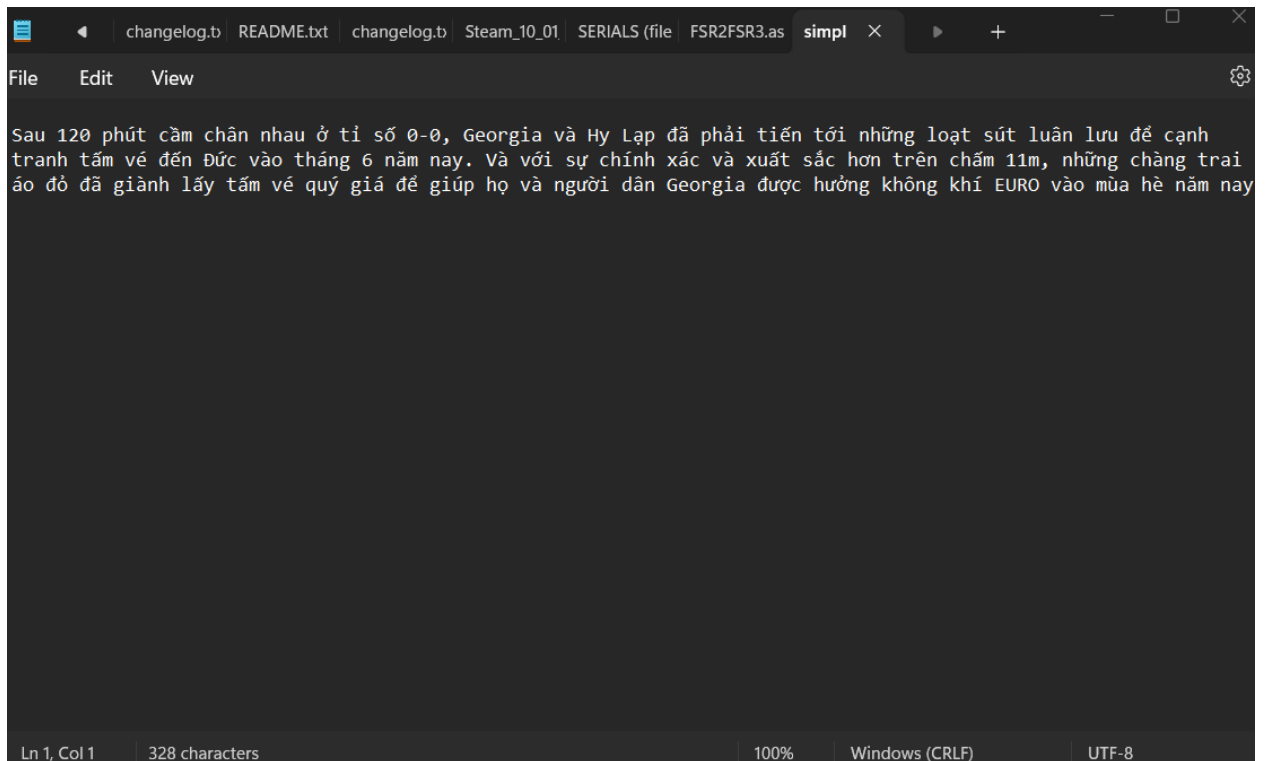 changelog.t README.txt changelog.t Steam_10_01 SERIALS (file FSR2FSR3.as simpl
File Edit View
Sau 120 phút cầm chân nhau ở tỉ số 0-0, Georgia và Hy Lạp đã phải tiến tới những loạt sút luân lưu để cạnh
tranh tấm vé đến Đức vào tháng 6 năm nay. Và với sự chính xác và xuất sắc hơn trên chấm 11m, những chàng trai
áo đỏ đã giành lấy tấm vé quý giá để giúp họ và người dân Georgia được hưởng không khí EURO vào mùa hè năm nay
Ln 1, Col 1 328 characters 100% Windows (CRLF) UTF-8